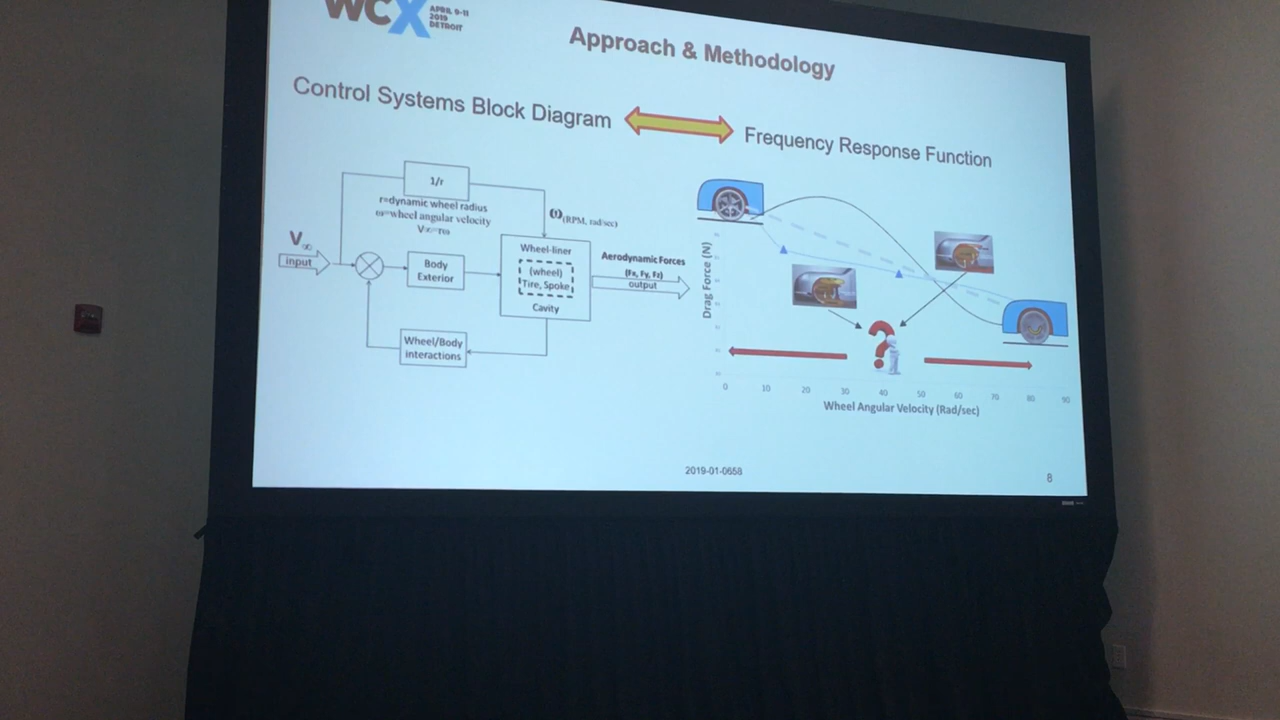 WCX
APRIL 9-11
2019
DETROIT
Approach & Methodology
Control Systems Block Diagram
Frequency Response Function
1/r
r=dynamic wheel radius
ω=wheel angular velocity
V∞=rω
ω(RPM, rad/sec)
V∞
input
Body
Exterior
Wheel-liner
(wheel)
Tire, Spoke
Cavity
Aerodynamic Forces
(Fx, Fy, Fz)
output
Wheel/Body
interactions
Drag Force (N)
?
0 10 20 30 40 50 60 70 80 90
Wheel Angular Velocity (Rad/sec)
2019-01-0658
8